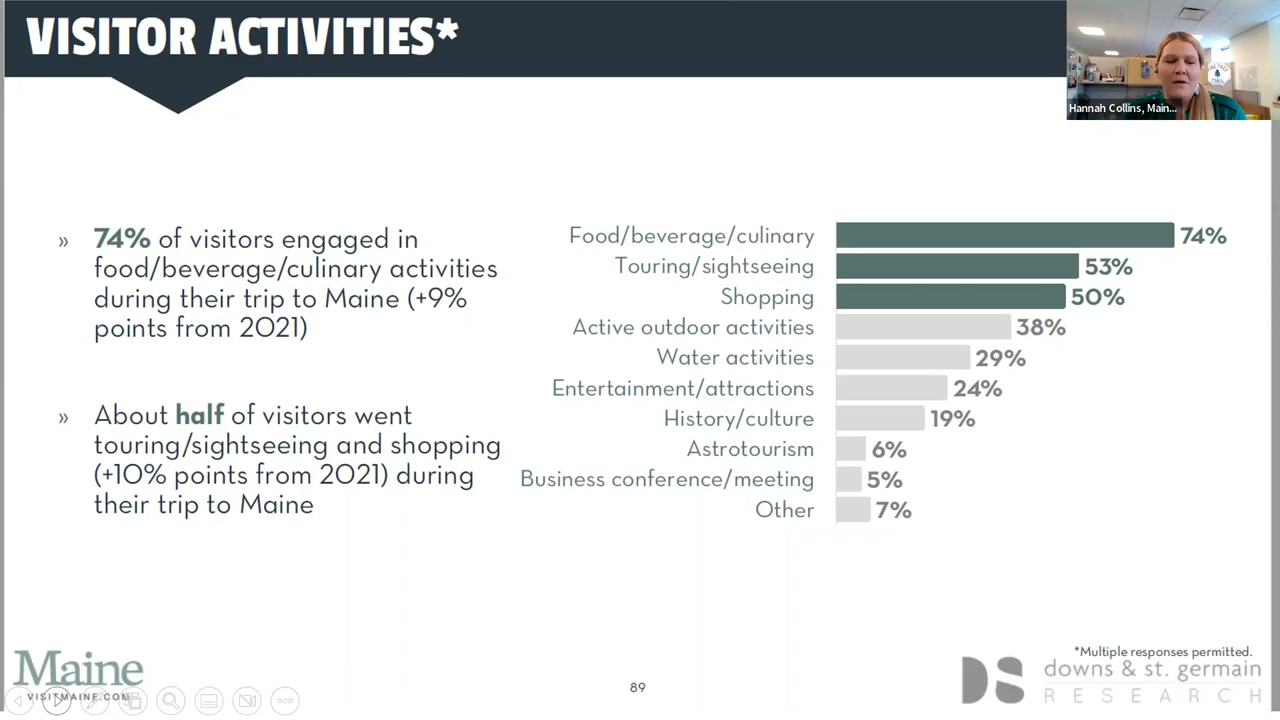 VISITOR ACTIVITIES*
Hannah Collins, Main...
» 74% of visitors engaged in
food/beverage/culinary activities
during their trip to Maine (+9%
points from 2021)
» About half of visitors went
touring/sightseeing and shopping
(+10% points from 2021) during
their trip to Maine
Food/beverage/culinary 74%
Touring/sightseeing 53%
Shopping 50%
Active outdoor activities 38%
Water activities 29%
Entertainment/attractions 24%
History/culture 19%
Astrotourism 6%
Business conference/meeting 5%
Other 7%
Maine
VISITMAINE.COM
89
*Multiple responses permitted.
DS
downs & st. germain
RESEARCH